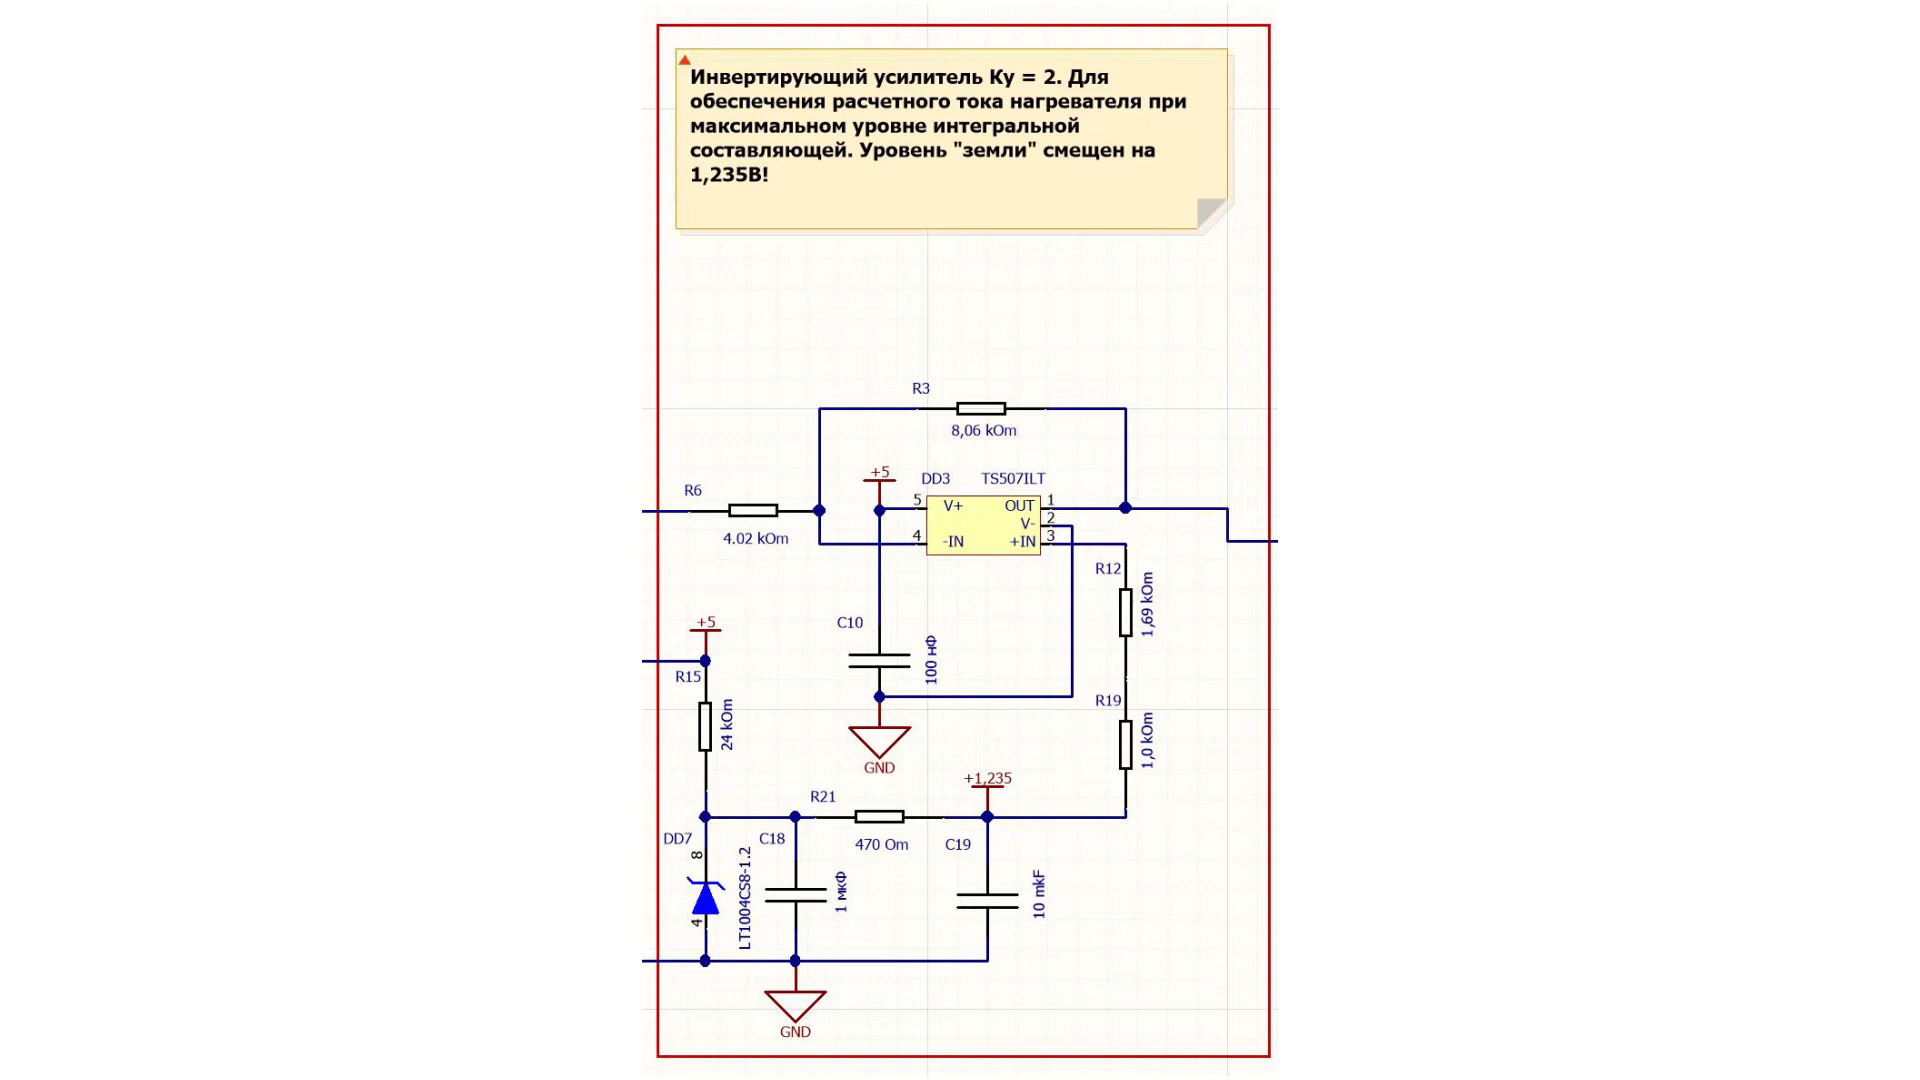 Инвертирующий усилитель Ку = 2. Для
обеспечения расчетного тока нагревателя при
максимальном уровне интегральной
составляющей. Уровень "земли" смещен на
1,235В!
R3
8,06 kOm
+5
DD3
TS507ILT
R6
4.02 kOm
5
V+
OUT
1
V-
2
4
-IN
+IN
3
R12
1,69 kOm
C10
100 нФ
+5
R15
24 kOm
R19
1,0 kOm
GND
+1,235
R21
470 Om
DD7
8
4
LT1004CS8-1.2
C18
1 мкФ
C19
10 mkF
GND